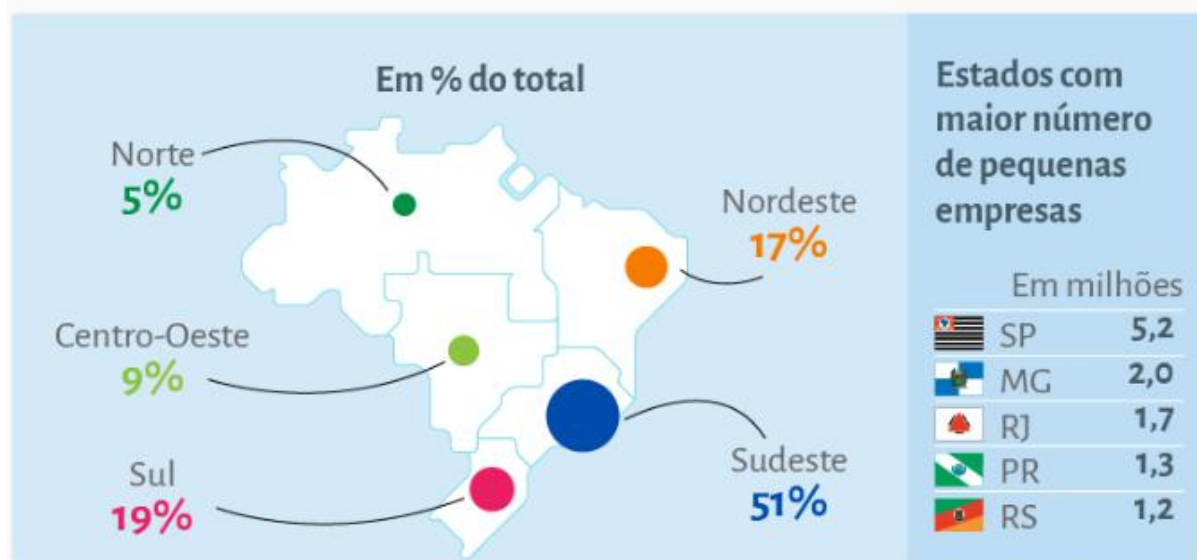 Em % do total
Norte
5%
Nordeste
17%
Centro-Oeste
9%
Sul
19%
Sudeste
51%
Estados com
maior número
de pequenas
empresas
Em milhões
SP 5,2
MG 2,0
RJ 1,7
PR 1,3
RS 1,2